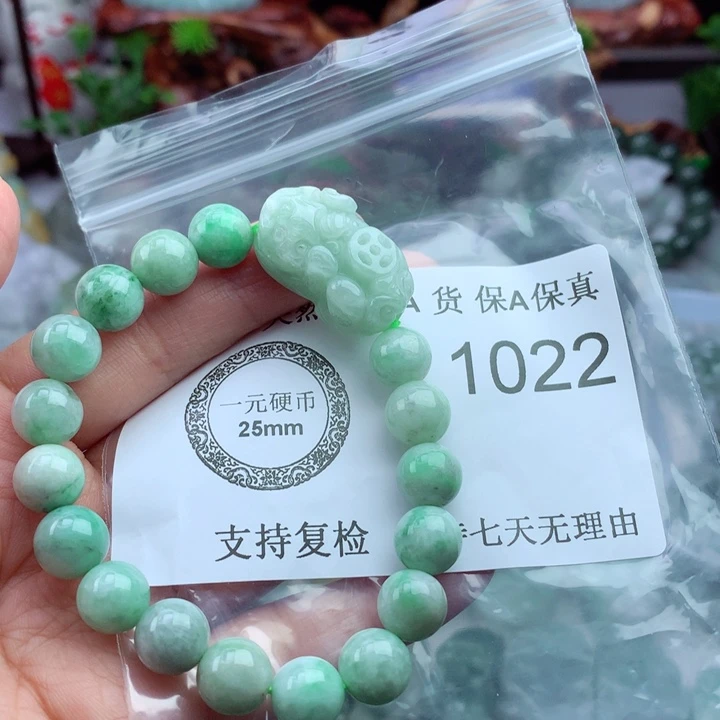 A 货 保A保真
1022
一元硬币
25mm
支持复检
七天无理由